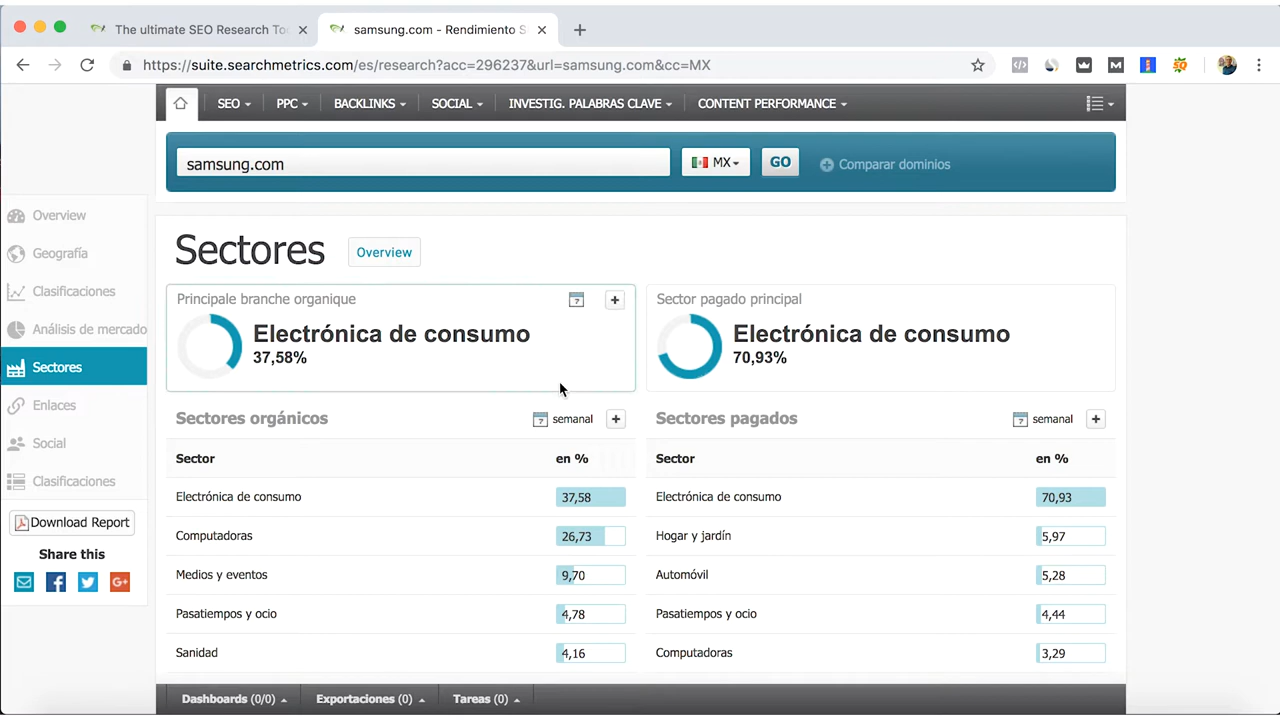 The ultimate SEO Research Too
samsung.com - Rendimiento S
https://suite.searchmetrics.com/es/research?acc=296237&url=samsung.com&cc=MX
SEO
PPC
BACKLINKS
SOCIAL
INVESTIG. PALABRAS CLAVE
CONTENT PERFORMANCE
samsung.com
MX
GO
Comparar dominios
Overview
Geografía
Clasificaciones
Análisis de mercado
Sectores
Enlaces
Social
Clasificaciones
Download Report
Share this
Sectores
Overview
Principale branche organique
Electrónica de consumo
37,58%
Sector pagado principal
Electrónica de consumo
70,93%
Sectores orgánicos
semanal
Sector en %
Electrónica de consumo 37,58
Computadoras 26,73
Medios y eventos 9,70
Pasatiempos y ocio 4,78
Sanidad 4,16
Sectores pagados
semanal
Sector en %
Electrónica de consumo 70,93
Hogar y jardín 5,97
Automóvil 5,28
Pasatiempos y ocio 4,44
Computadoras 3,29
Dashboards (0/0)
Exportaciones (0)
Tareas (0)